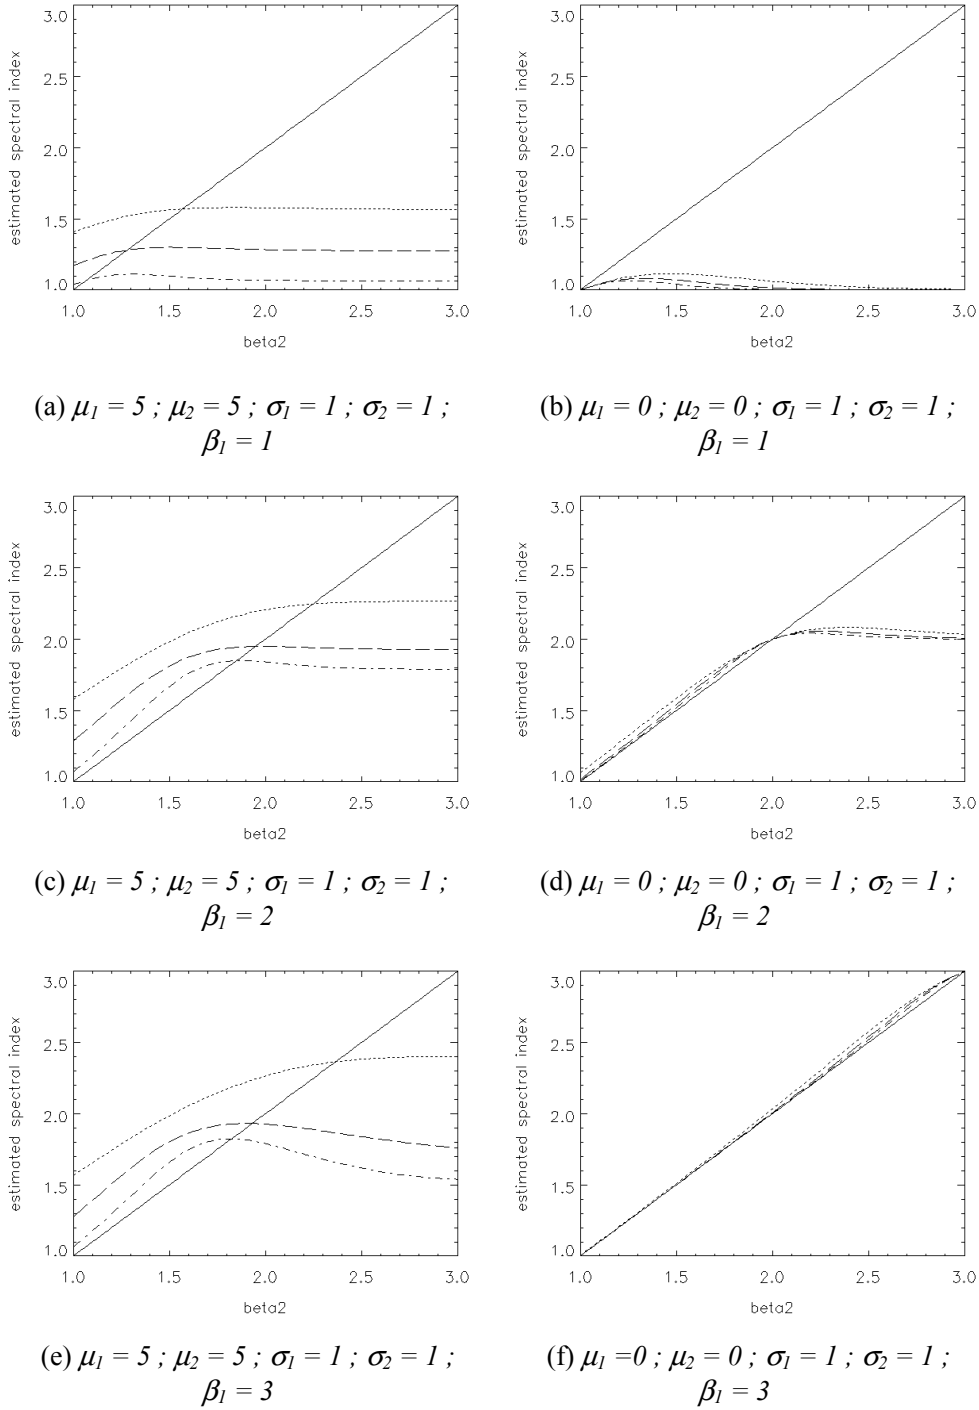 3.0
2.5
2.0
1.5
1.0
estimated spectral index
1.0 1.5 2.0 2.5 3.0
beta2
3.0
2.5
2.0
1.5
1.0
estimated spectral index
1.0 1.5 2.0 2.5 3.0
beta2
(a) μ1 = 5 ; μ2 = 5 ; σ1 = 1 ; σ2 = 1 ;
β1 = 1
(b) μ1 = 0 ; μ2 = 0 ; σ1 = 1 ; σ2 = 1 ;
β1 = 1
3.0
2.5
2.0
1.5
1.0
estimated spectral index
1.0 1.5 2.0 2.5 3.0
beta2
3.0
2.5
2.0
1.5
1.0
estimated spectral index
1.0 1.5 2.0 2.5 3.0
beta2
(c) μ1 = 5 ; μ2 = 5 ; σ1 = 1 ; σ2 = 1 ;
β1 = 2
(d) μ1 = 0 ; μ2 = 0 ; σ1 = 1 ; σ2 = 1 ;
β1 = 2
3.0
2.5
2.0
1.5
1.0
estimated spectral index
1.0 1.5 2.0 2.5 3.0
beta2
3.0
2.5
2.0
1.5
1.0
estimated spectral index
1.0 1.5 2.0 2.5 3.0
beta2
(e) μ1 = 5 ; μ2 = 5 ; σ1 = 1 ; σ2 = 1 ;
β1 = 3
(f) μ1 =0 ; μ2 = 0 ; σ1 = 1 ; σ2 = 1 ;
β1 = 3